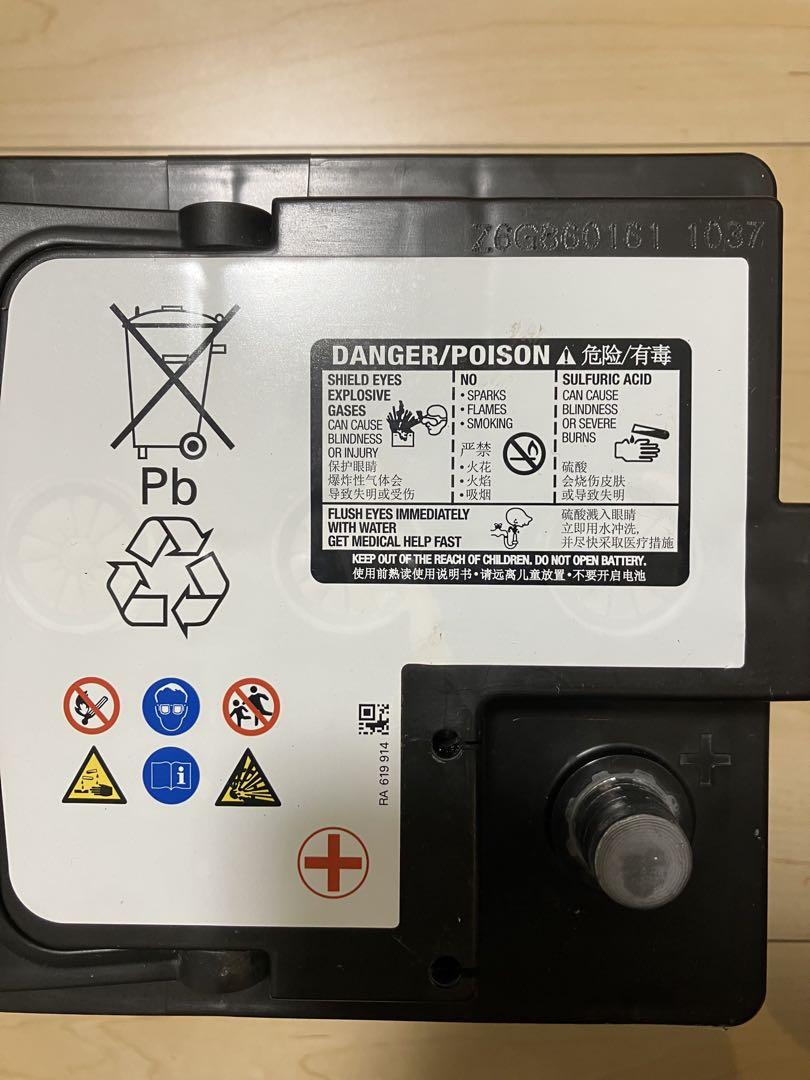 Z6G860161 1037
DANGER/POISON 危险/有毒
SHIELD EYES
EXPLOSIVE
GASES
CAN CAUSE
BLINDNESS
OR INJURY
保护眼睛
爆炸性气体会
导致失明或受伤
NO
• SPARKS
• FLAMES
• SMOKING
严禁
• 火花
• 火焰
• 吸烟
SULFURIC ACID
CAN CAUSE
BLINDNESS
OR SEVERE
BURNS
硫酸
会烧伤皮肤
或导致失明
FLUSH EYES IMMEDIATELY
WITH WATER
GET MEDICAL HELP FAST
硫酸溅入眼睛
立即用水冲洗,
并尽快采取医疗措施
KEEP OUT OF THE REACH OF CHILDREN. DO NOT OPEN BATTERY.
使用前熟读使用说明书•请远离儿童放置•不要开启电池
Pb
i
RA 619 914
+
+